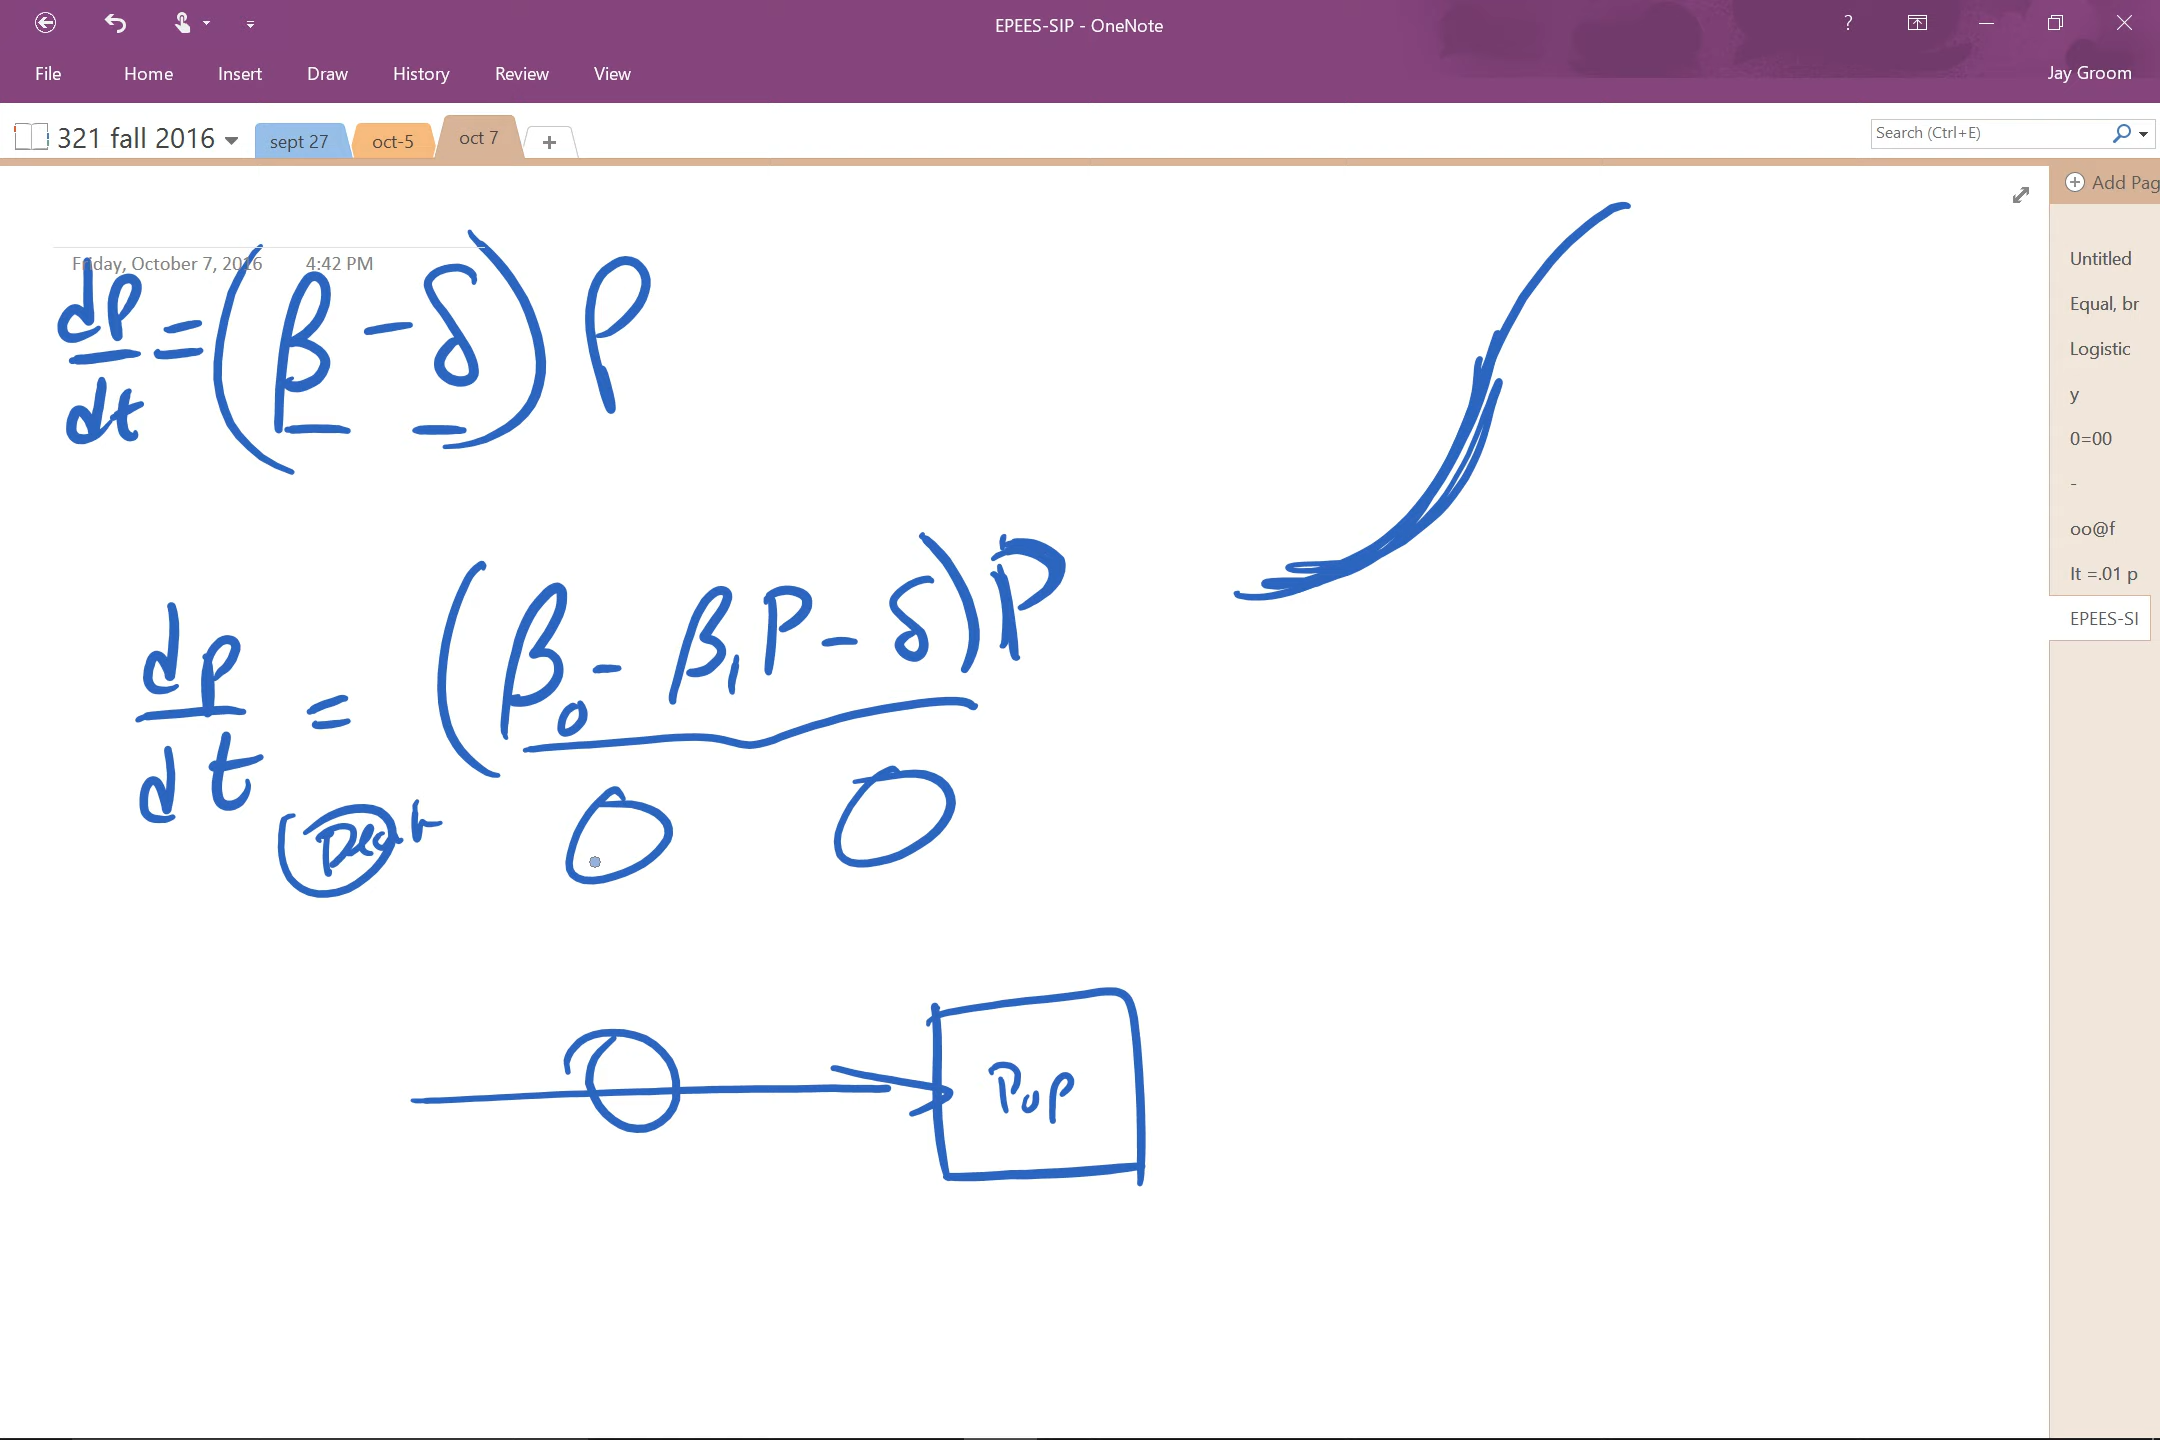 EPEES-SIP - OneNote
?
File Home Insert Draw History Review View
Jay Groom
321 fall 2016 sept 27 oct-5 oct 7 +
Search (Ctrl+E)
Add Pag
Friday, October 7, 2016 4:42 PM
dp/dt = (β - δ) P
dp/dt = (β₀ - β₁P - δ)P
Death
Pop
Untitled
Equal, br
Logistic
y
0=00
-
oo@f
It =.01 p
EPEES-SI